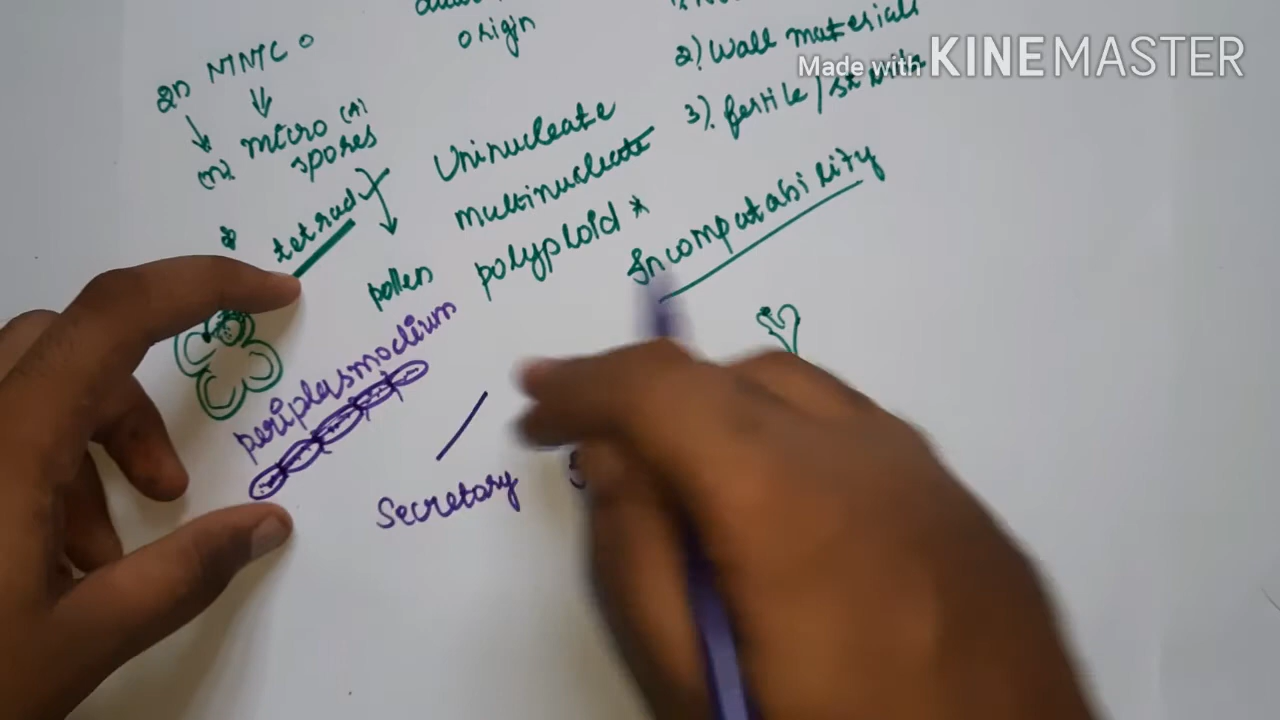 origin
2n MMC
micro (n)
(n) spores
tetrad
pollen
Uninucleate
multinucleate
polyploid *
2) Wall materials
3). fertile /
Incomputability
periplasmodium
Secretory
Made with KINEMASTER